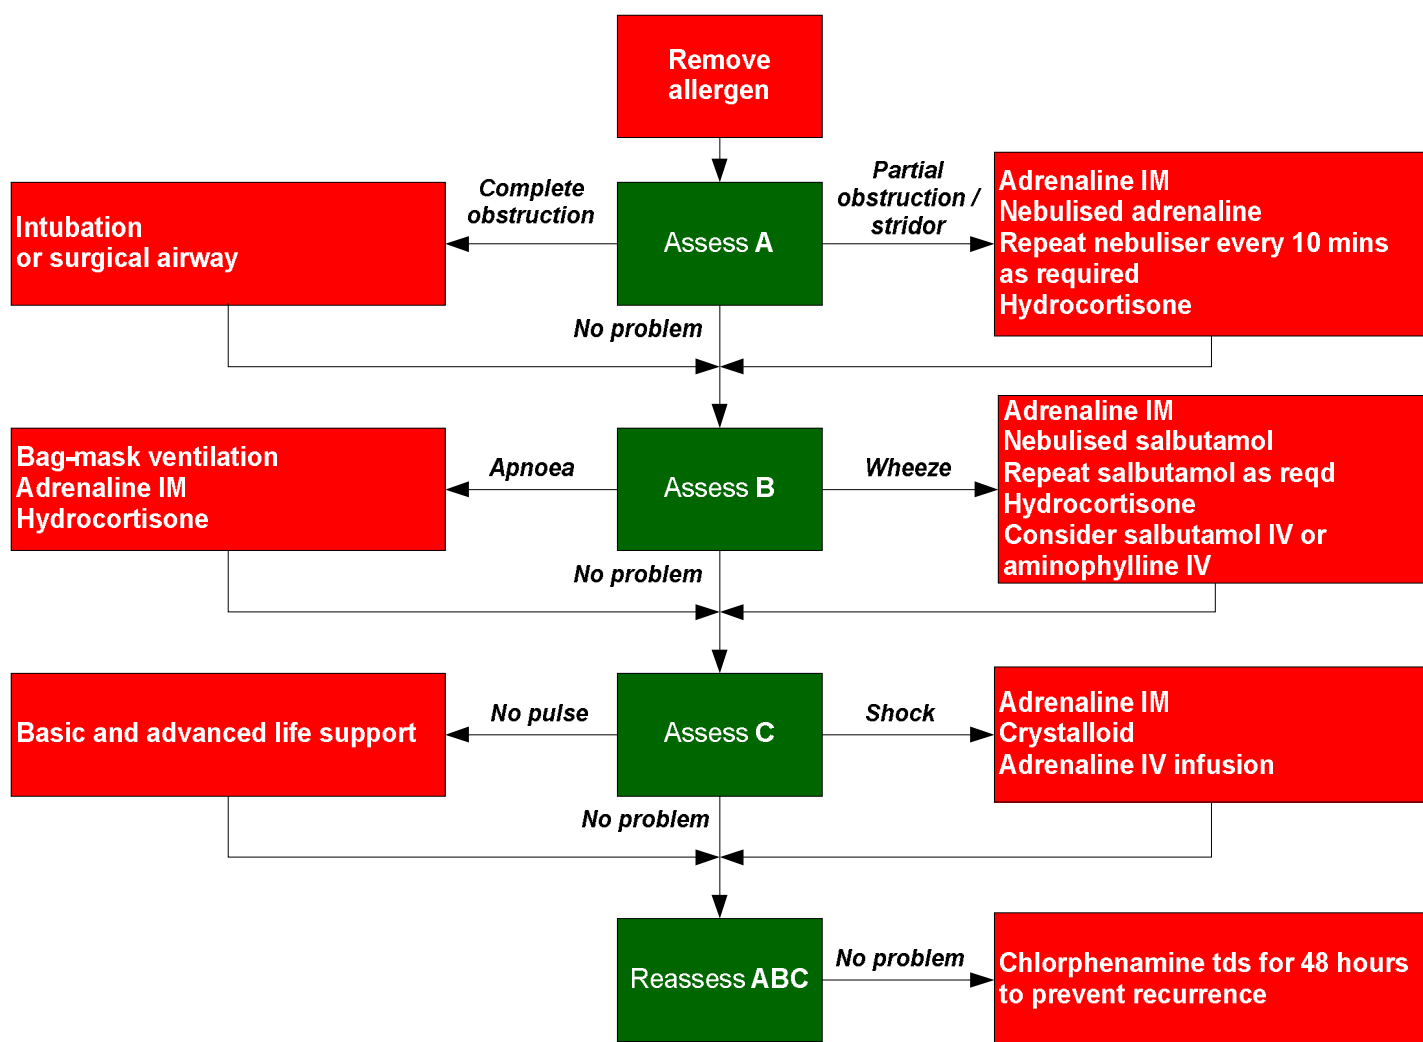 Remove
allergen
Complete
obstruction
Partial
obstruction /
stridor
Intubation
or surgical airway
Assess A
Adrenaline IM
Nebulised adrenaline
Repeat nebuliser every 10 mins
as required
Hydrocortisone
No problem
Bag-mask ventilation
Adrenaline IM
Hydrocortisone
Apnoea
Assess B
Wheeze
Adrenaline IM
Nebulised salbutamol
Repeat salbutamol as reqd
Hydrocortisone
Consider salbutamol IV or
aminophylline IV
No problem
Basic and advanced life support
No pulse
Assess C
Shock
Adrenaline IM
Crystalloid
Adrenaline IV infusion
No problem
Reassess ABC
No problem
Chlorphenamine tds for 48 hours
to prevent recurrence